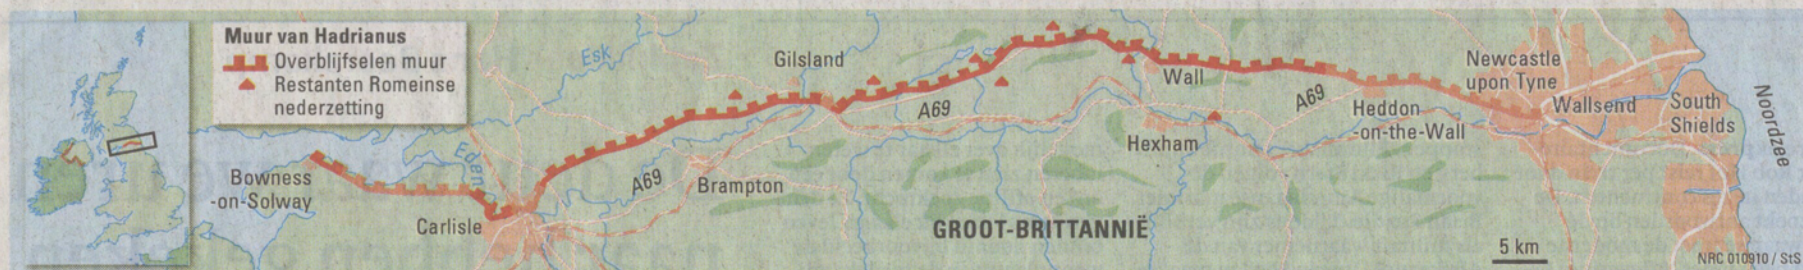 Muur van Hadrianus
Overblijfselen muur
Restanten Romeinse
nederzetting
Esk
Gilsland
Eden
Bowness
-on-Solway
Carlisle
A69
Brampton
A69
Wall
Hexham
A69
Heddon
-on-the-Wall
Newcastle
upon Tyne
Wallsend
South
Shields
Noordzee
GROOT-BRITTANNIË
5 km
NRC 010910 / StS